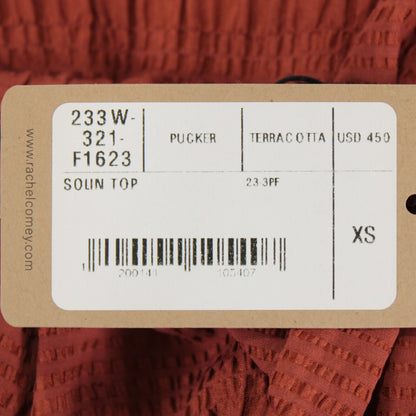 233W-
321-
F1623
PUCKER
TERRACOTTA
USD 450
SOLIN TOP
23.3PF
XS
www.rachelcomey.com